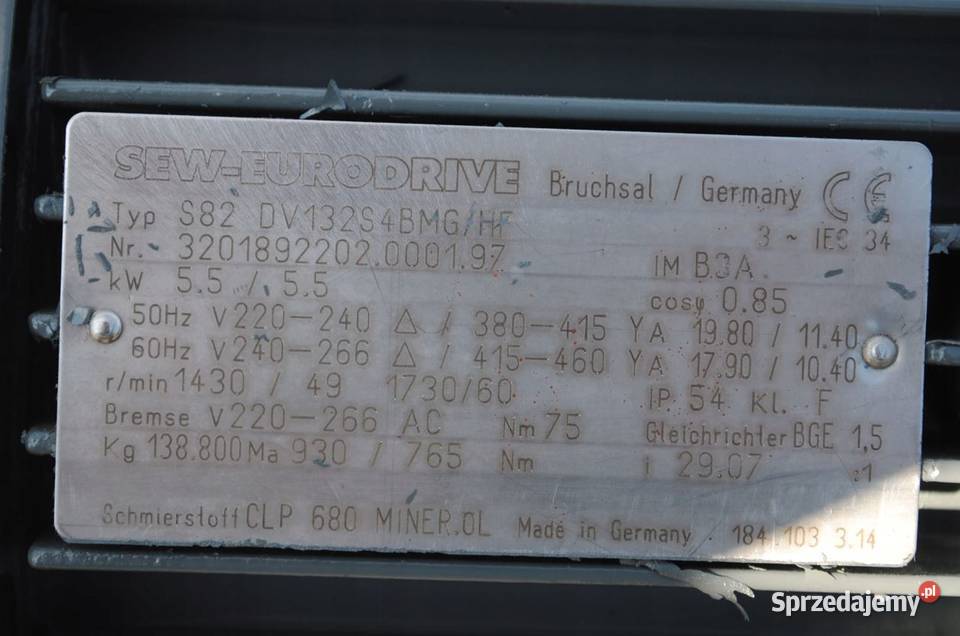 SEW-EURODRIVE Bruchsal / Germany CE
Typ S82 DV132S4BMG/HF 3 ~ IEC 34
Nr. 3201892202.0001.97 IM B3A
kW 5.5 / 5.5 cosφ 0.85
50Hz V220-240 Δ / 380-415 Y A 19.80 / 11.40
60Hz V240-266 Δ / 415-460 Y A 17.90 / 10.40
r/min 1430 / 49 1730/60 IP 54 Kl. F
Bremse V220-266 AC Nm 75 Gleichrichter BGE 1,5
Kg 138.800 Ma 930 / 765 Nm i 29.07 :1
Schmierstoff CLP 680 MINER.ÖL Made in Germany 184 103 3.14
Sprzedajemy.pl